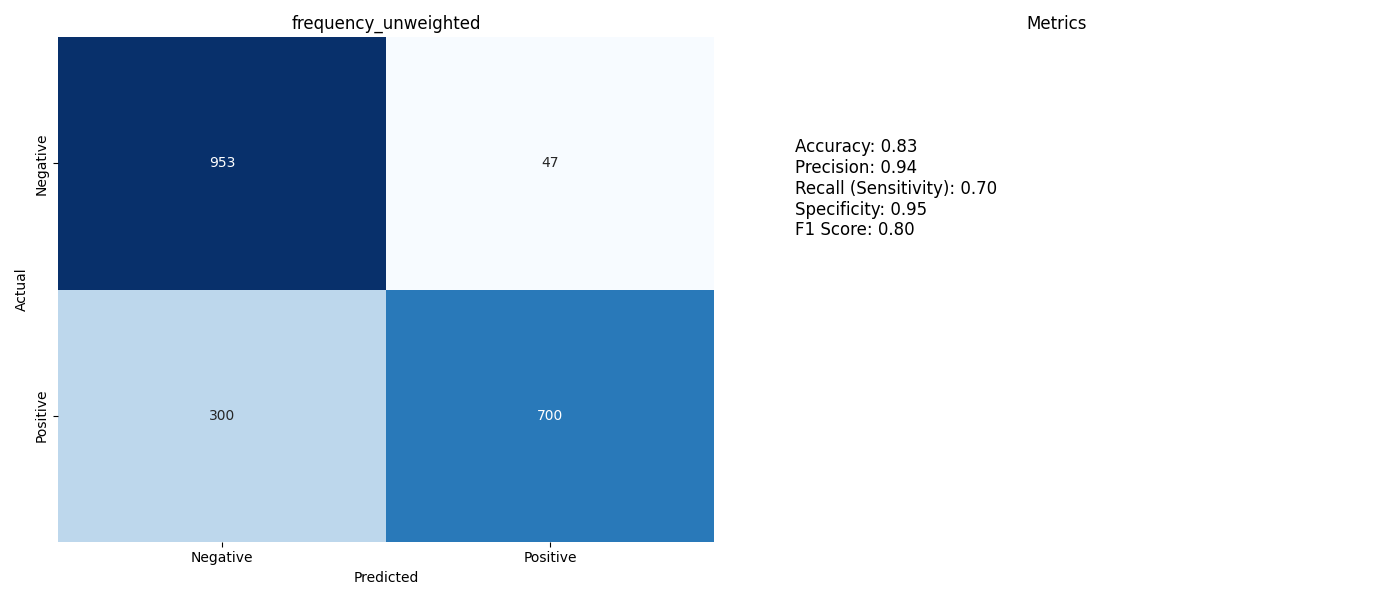 frequency_unweighted
Actual
Negative
953
47
Positive
300
700
Negative
Positive
Predicted
Metrics
Accuracy: 0.83
Precision: 0.94
Recall (Sensitivity): 0.70
Specificity: 0.95
F1 Score: 0.80